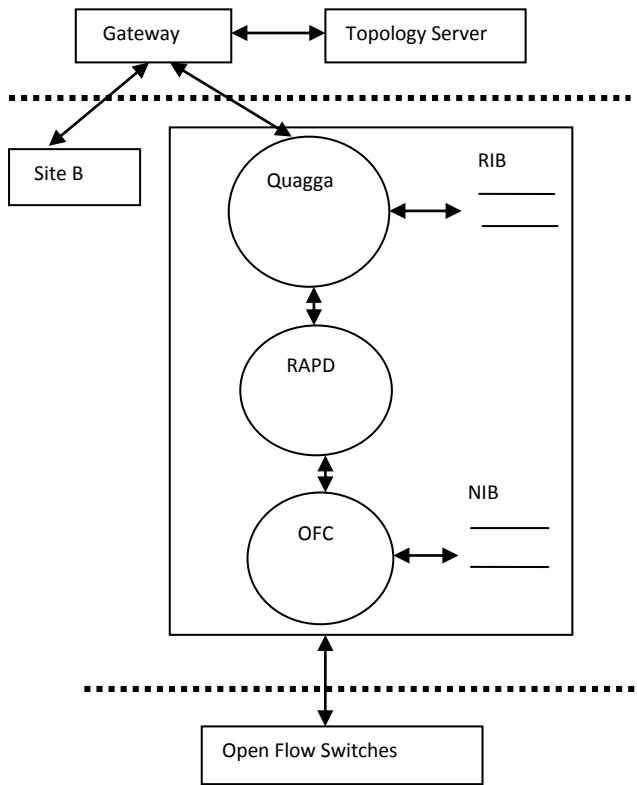 Gateway
Topology Server
Site B
Quagga
RIB
RAPD
NIB
OFC
Open Flow Switches